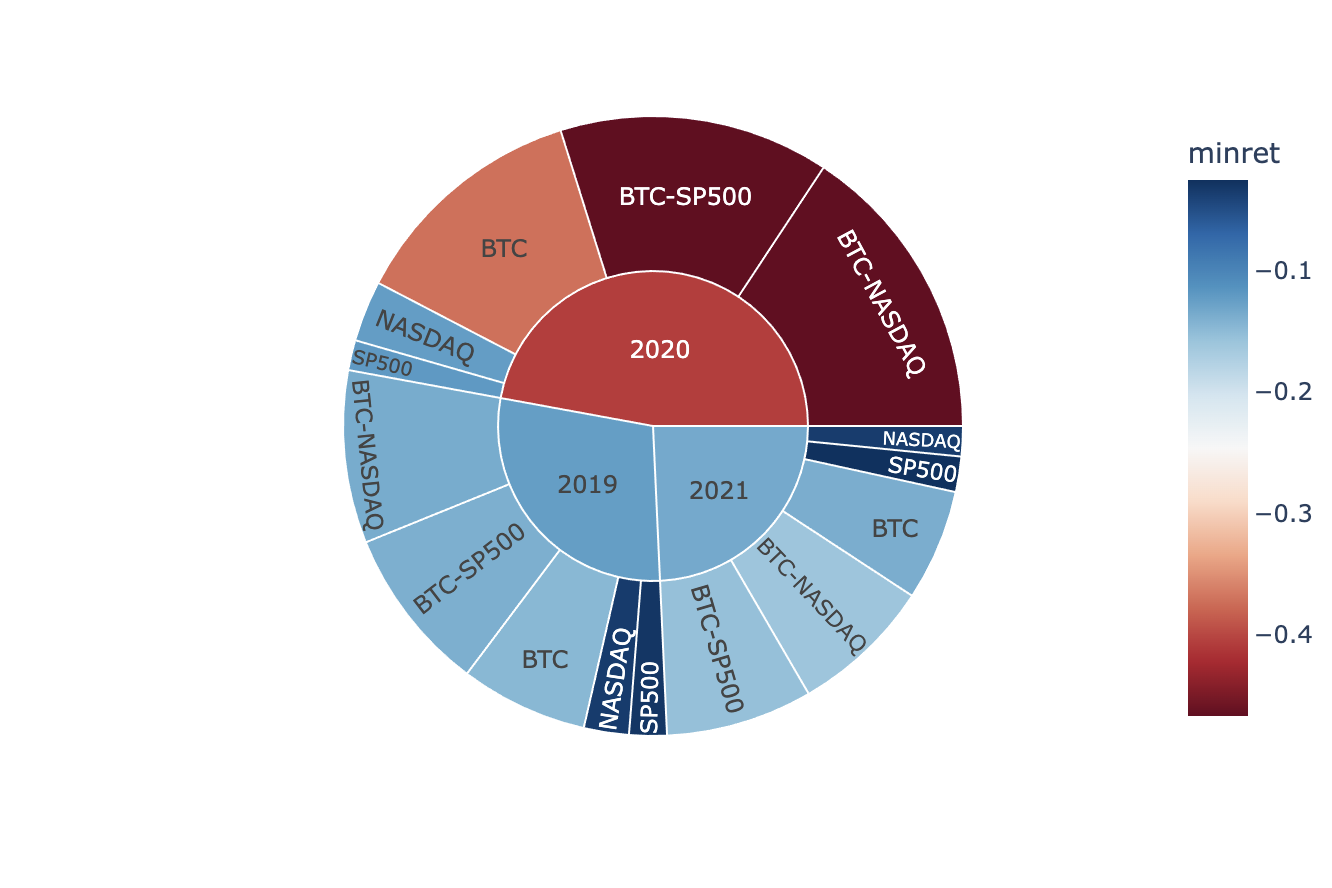 minret
−0.1
−0.2
−0.3
−0.4
2020
BTC-NASDAQ
BTC-SP500
BTC
NASDAQ
SP500
2019
BTC-NASDAQ
BTC-SP500
BTC
NASDAQ
SP500
2021
BTC-SP500
BTC-NASDAQ
BTC
SP500
NASDAQ